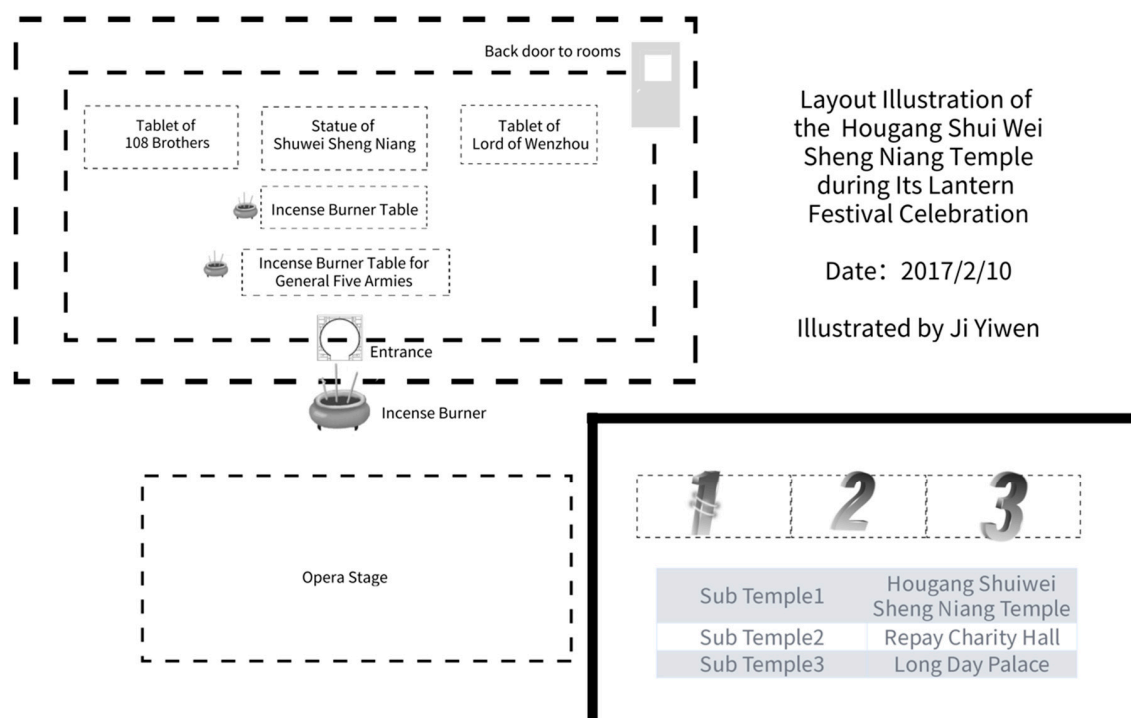 Back door to rooms
Tablet of
108 Brothers
Statue of
Shuwei Sheng Niang
Tablet of
Lord of Wenzhou
Incense Burner Table
Incense Burner Table for
General Five Armies
Entrance
Incense Burner
Opera Stage
Layout Illustration of
the Hougang Shui Wei
Sheng Niang Temple
during Its Lantern
Festival Celebration
Date：2017/2/10
Illustrated by Ji Yiwen
1 2 3
Sub Temple1 Hougang Shuiwei
Sheng Niang Temple
Sub Temple2 Repay Charity Hall
Sub Temple3 Long Day Palace